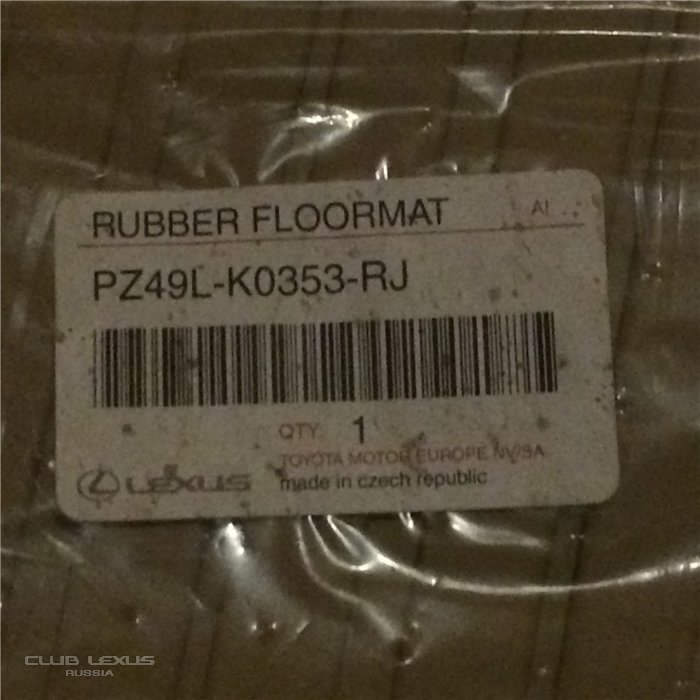 RUBBER FLOORMAT AI
PZ49L-K0353-RJ
QTY. 1
TOYOTA MOTOR EUROPE NV/SA
LEXUS made in czech republic
CLUB LEXUS
RUSSIA